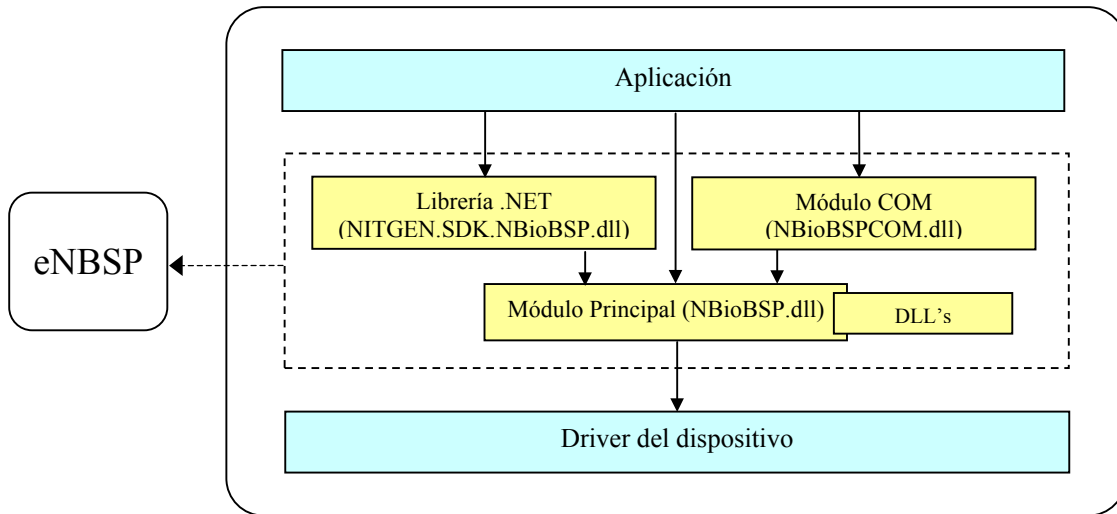 Aplicación
Librería .NET
(NITGEN.SDK.NBioBSP.dll)
Módulo COM
(NBioBSPCOM.dll)
eNBSP
Módulo Principal (NBioBSP.dll)
DLL’s
Driver del dispositivo